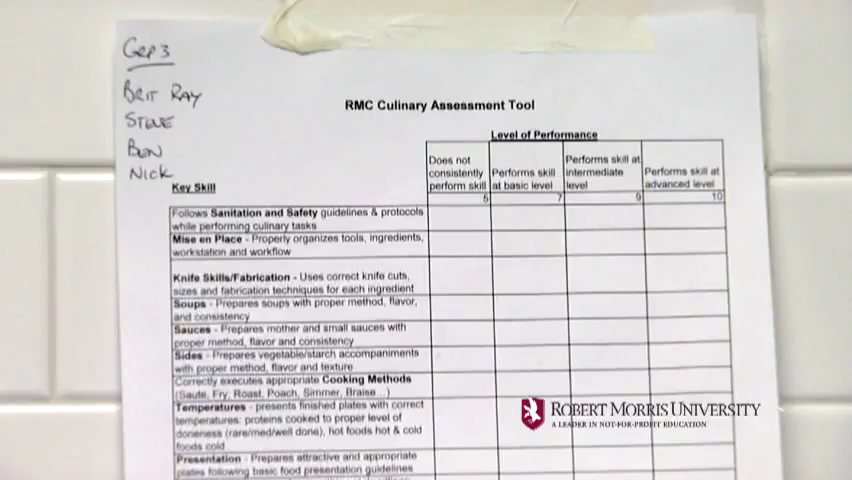 Grp 3
Brit Ray
Steve
Ben
Nick
RMC Culinary Assessment Tool
Level of Performance
Key Skill
Does not
consistently
perform skill
Performs skill
at basic level
Performs skill at
intermediate
level
Performs skill at
advanced level
6
7
9
10
Follows Sanitation and Safety guidelines & protocols
while performing culinary tasks
Mise en Place - Properly organizes tools, ingredients,
workstation and workflow
Knife Skills/Fabrication - Uses correct knife cuts,
sizes and fabrication techniques for each ingredient
Soups - Prepares soups with proper method, flavor,
and consistency
Sauces - Prepares mother and small sauces with
proper method, flavor and consistency
Sides - Prepares vegetable/starch accompaniments
with proper method, flavor and texture
Correctly executes appropriate Cooking Methods
(Saute, Fry, Roast, Poach, Simmer, Braise...)
Temperatures - presents finished plates with correct
temperatures: proteins cooked to proper level of
doneness (rare/med/well done), hot foods hot & cold
foods cold
Presentation - Prepares attractive and appropriate
plates following basic food presentation guidelines
ROBERT MORRIS UNIVERSITY
A LEADER IN NOT-FOR-PROFIT EDUCATION